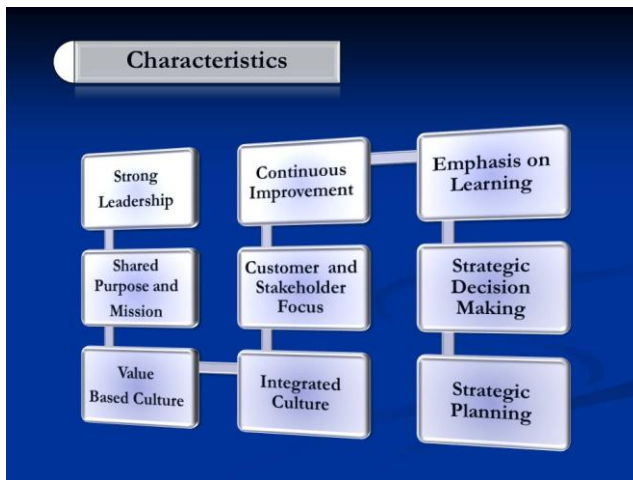 Characteristics
Strong
Leadership
Shared
Purpose and
Mission
Value
Based Culture
Integrated
Culture
Customer and
Stakeholder
Focus
Continuous
Improvement
Emphasis on
Learning
Strategic
Decision
Making
Strategic
Planning